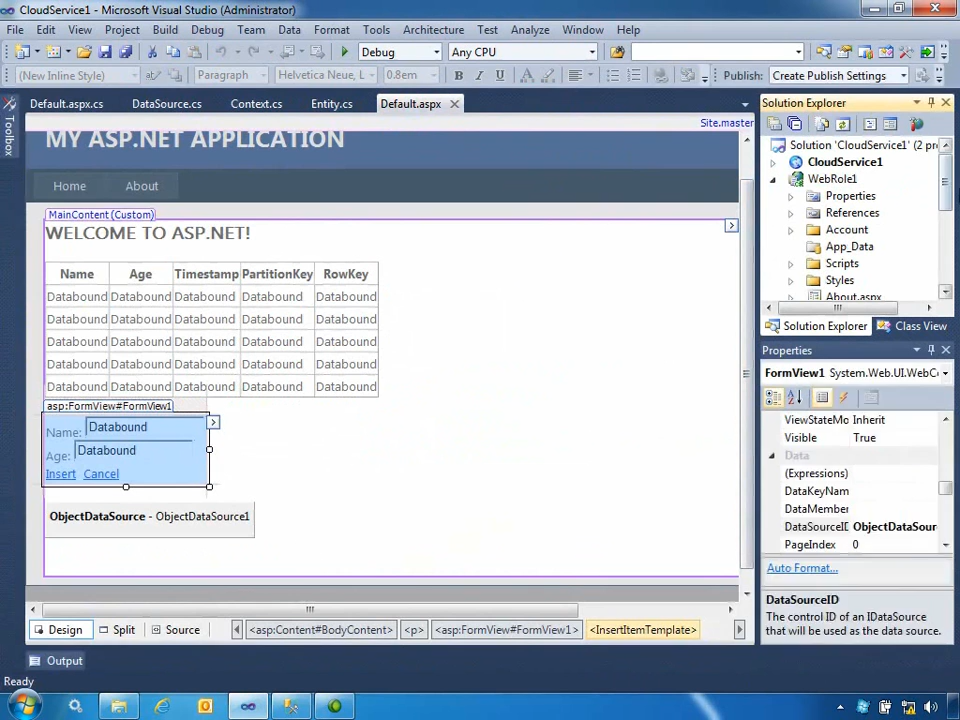 CloudService1 - Microsoft Visual Studio (Administrator)
File Edit View Project Build Debug Team Data Format Tools Architecture Test Analyze Window Help
Debug Any CPU
(New Inline Style) Paragraph Helvetica Neue, L 0.8em B I U A Publish: Create Publish Settings
Toolbox
Default.aspx.cs DataSource.cs Context.cs Entity.cs Default.aspx
Site.master
MY ASP.NET APPLICATION
Home About
MainContent (Custom)
WELCOME TO ASP.NET!
Name Age Timestamp PartitionKey RowKey
Databound Databound Databound Databound Databound
Databound Databound Databound Databound Databound
Databound Databound Databound Databound Databound
Databound Databound Databound Databound Databound
Databound Databound Databound Databound Databound
asp:FormView#FormView1
Name: Databound
Age: Databound
Insert Cancel
ObjectDataSource - ObjectDataSource1
Design Split Source <asp:Content#BodyContent> <p> <asp:FormView#FormView1> <InsertItemTemplate>
Output
Ready
Solution Explorer
Solution 'CloudService1' (2 pr
CloudService1
WebRole1
Properties
References
Account
App_Data
Scripts
Styles
About.aspx
Solution Explorer Class View
Properties
FormView1 System.Web.UI.WebC
ViewStateM Inherit
Visible True
Data
(Expressions)
DataKeyNam
DataMember
DataSourceID ObjectDataSour
PageIndex 0
Auto Format...
DataSourceID
The control ID of an IDataSource
that will be used as the data source.